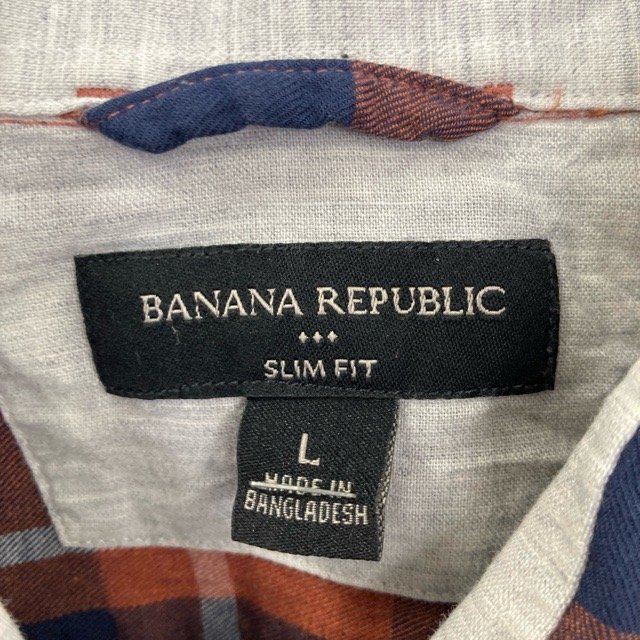 BANANA REPUBLIC
SLIM FIT
L
MADE IN
BANGLADESH